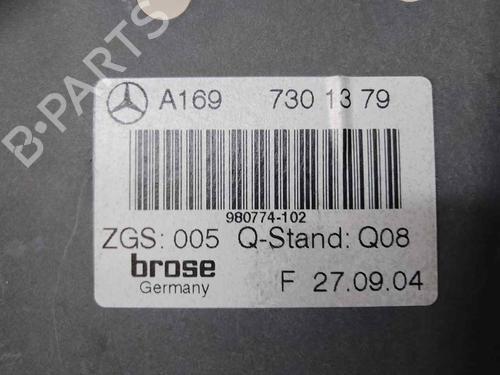 A169 730 13 79
980774-102
ZGS: 005 Q-Stand: Q08
brose
Germany
F 27.09.04
B-PARTS